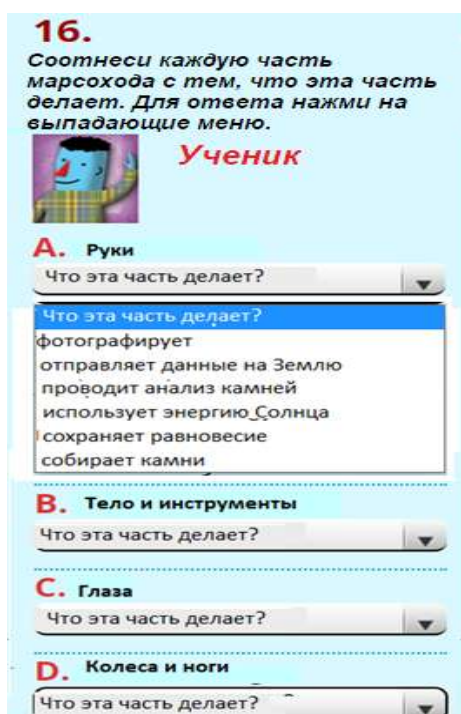 16.
Соотнеси каждую часть
марсохода с тем, что эта часть
делает. Для ответа нажми на
выпадающие меню.
Ученик
A. Руки
Что эта часть делает?
Что эта часть делает?
фотографирует
отправляет данные на Землю
проводит анализ камней
использует энергию Солнца
сохраняет равновесие
собирает камни
B. Тело и инструменты
Что эта часть делает?
C. Глаза
Что эта часть делает?
D. Колеса и ноги
Что эта часть делает?